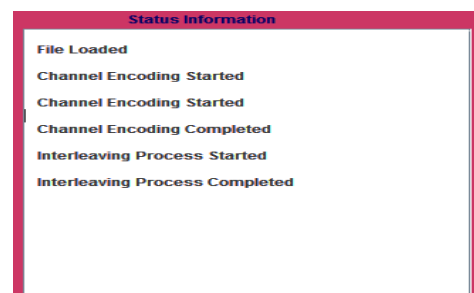 Status Information
File Loaded
Channel Encoding Started
Channel Encoding Started
Channel Encoding Completed
Interleaving Process Started
Interleaving Process Completed